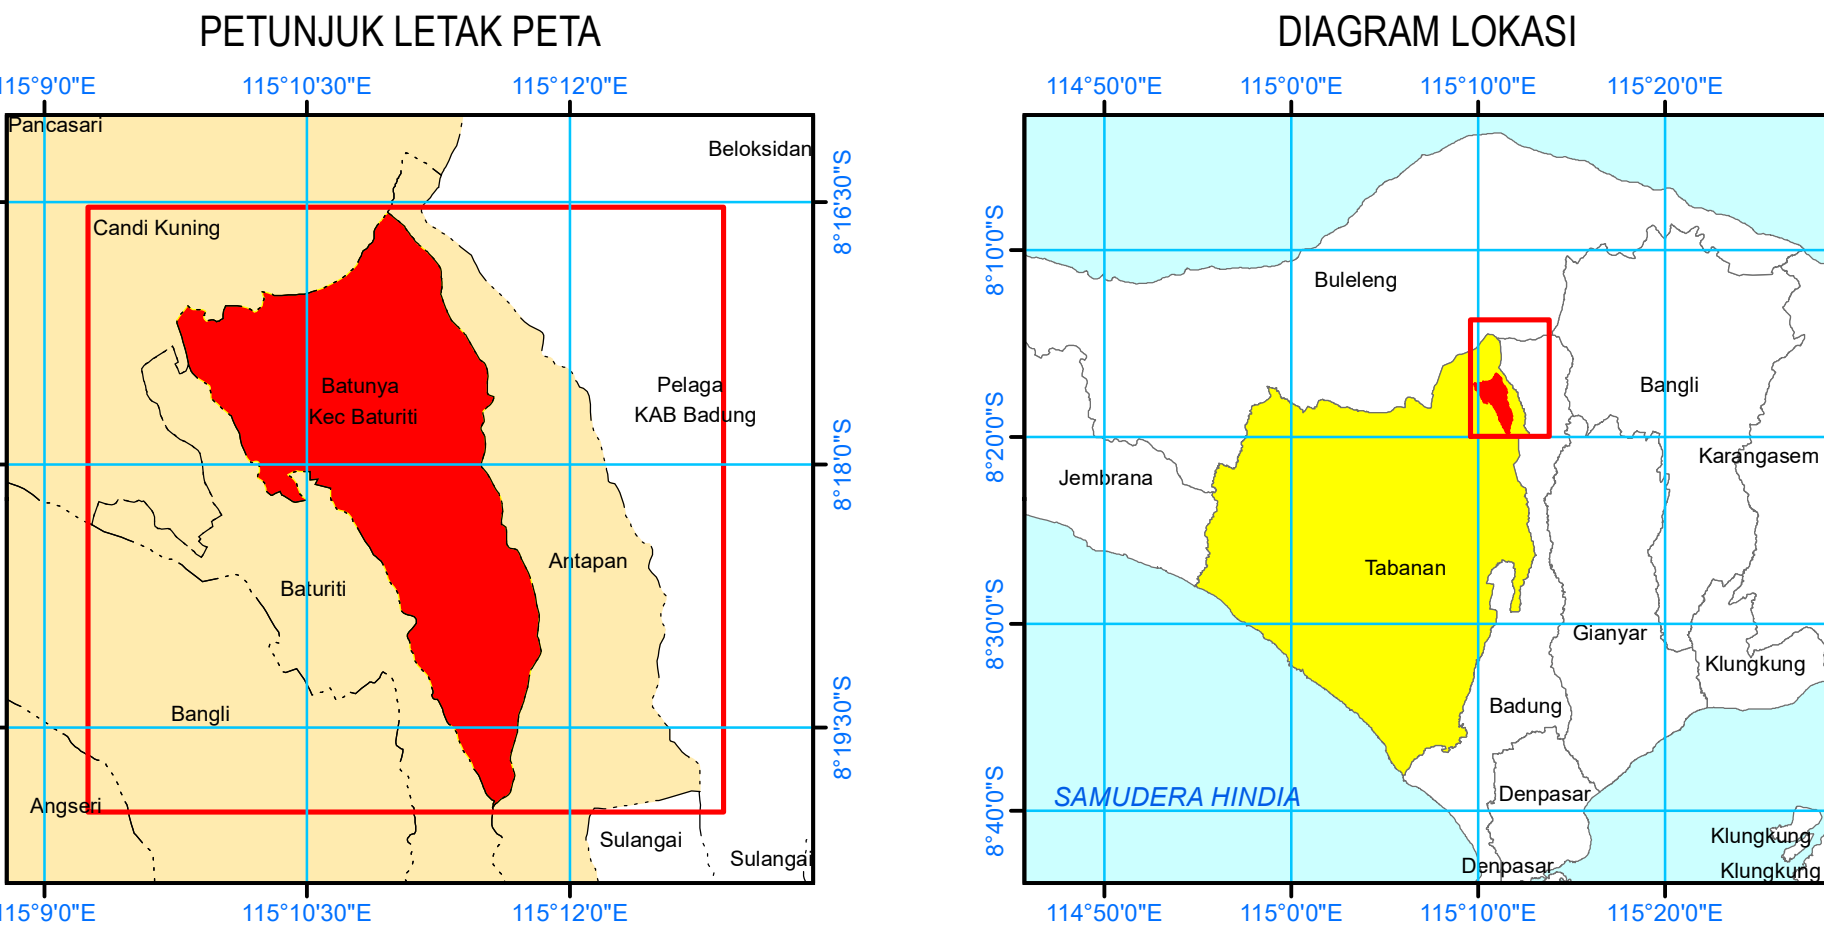 PETUNJUK LETAK PETA
115°9'0"E
115°10'30"E
115°12'0"E
Pancasari
Beloksidan
8°16'30"S
Candi Kuning
Batunya
Kec Baturiti
Pelaga
KAB Badung
8°18'0"S
Antapan
Baturiti
Bangli
8°19'30"S
Angseri
Sulangai
Sulangai
115°9'0"E
115°10'30"E
115°12'0"E
DIAGRAM LOKASI
114°50'0"E
115°0'0"E
115°10'0"E
115°20'0"E
8°10'0"S
Buleleng
Bangli
8°20'0"S
Karangasem
Jembrana
Tabanan
8°30'0"S
Gianyar
Klungkung
Badung
SAMUDERA HINDIA
Denpasar
8°40'0"S
Klungkung
Denpasar
Klungkung
114°50'0"E
115°0'0"E
115°10'0"E
115°20'0"E